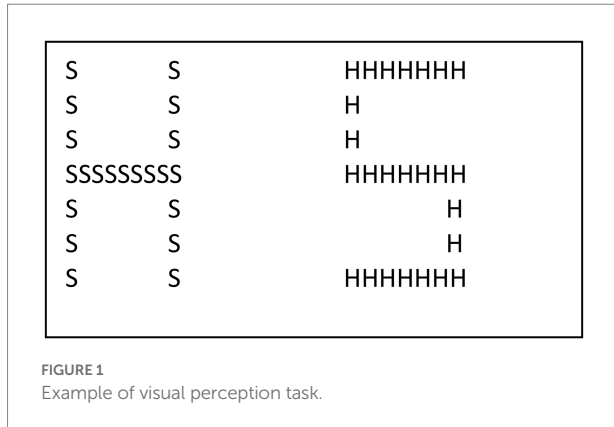 S S HHHHHHH
S S H
S S H
SSSSSSSSS HHHHHHH
S S H
S S H
S S HHHHHHH
FIGURE 1
Example of visual perception task.